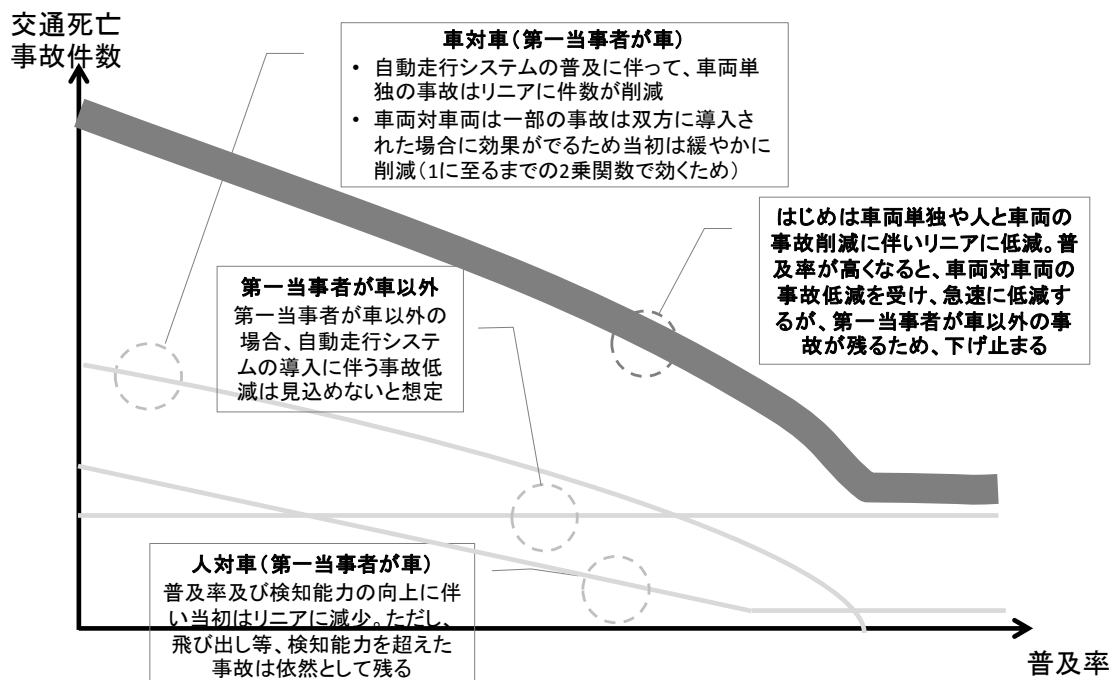 交通死亡
事故件数
車対車（第一当事者が車）
• 自動走行システムの普及に伴って、車両単
独の事故はリニアに件数が削減
• 車両対車両は一部の事故は双方に導入さ
れた場合に効果がでるため当初は緩やかに
削減（1に至るまでの2乗関数で効くため）
はじめは車両単独や人と車両の
事故削減に伴いリニアに低減。普
及率が高くなると、車両対車両の
事故低減を受け、急速に低減す
るが、第一当事者が車以外の事
故が残るため、下げ止まる
第一当事者が車以外
第一当事者が車以外の
場合、自動走行システ
ムの導入に伴う事故低
減は見込めないと想定
人対車（第一当事者が車）
普及率及び検知能力の向上に伴
い当初はリニアに減少。ただし、
飛び出し等、検知能力を超えた
事故は依然として残る
普及率